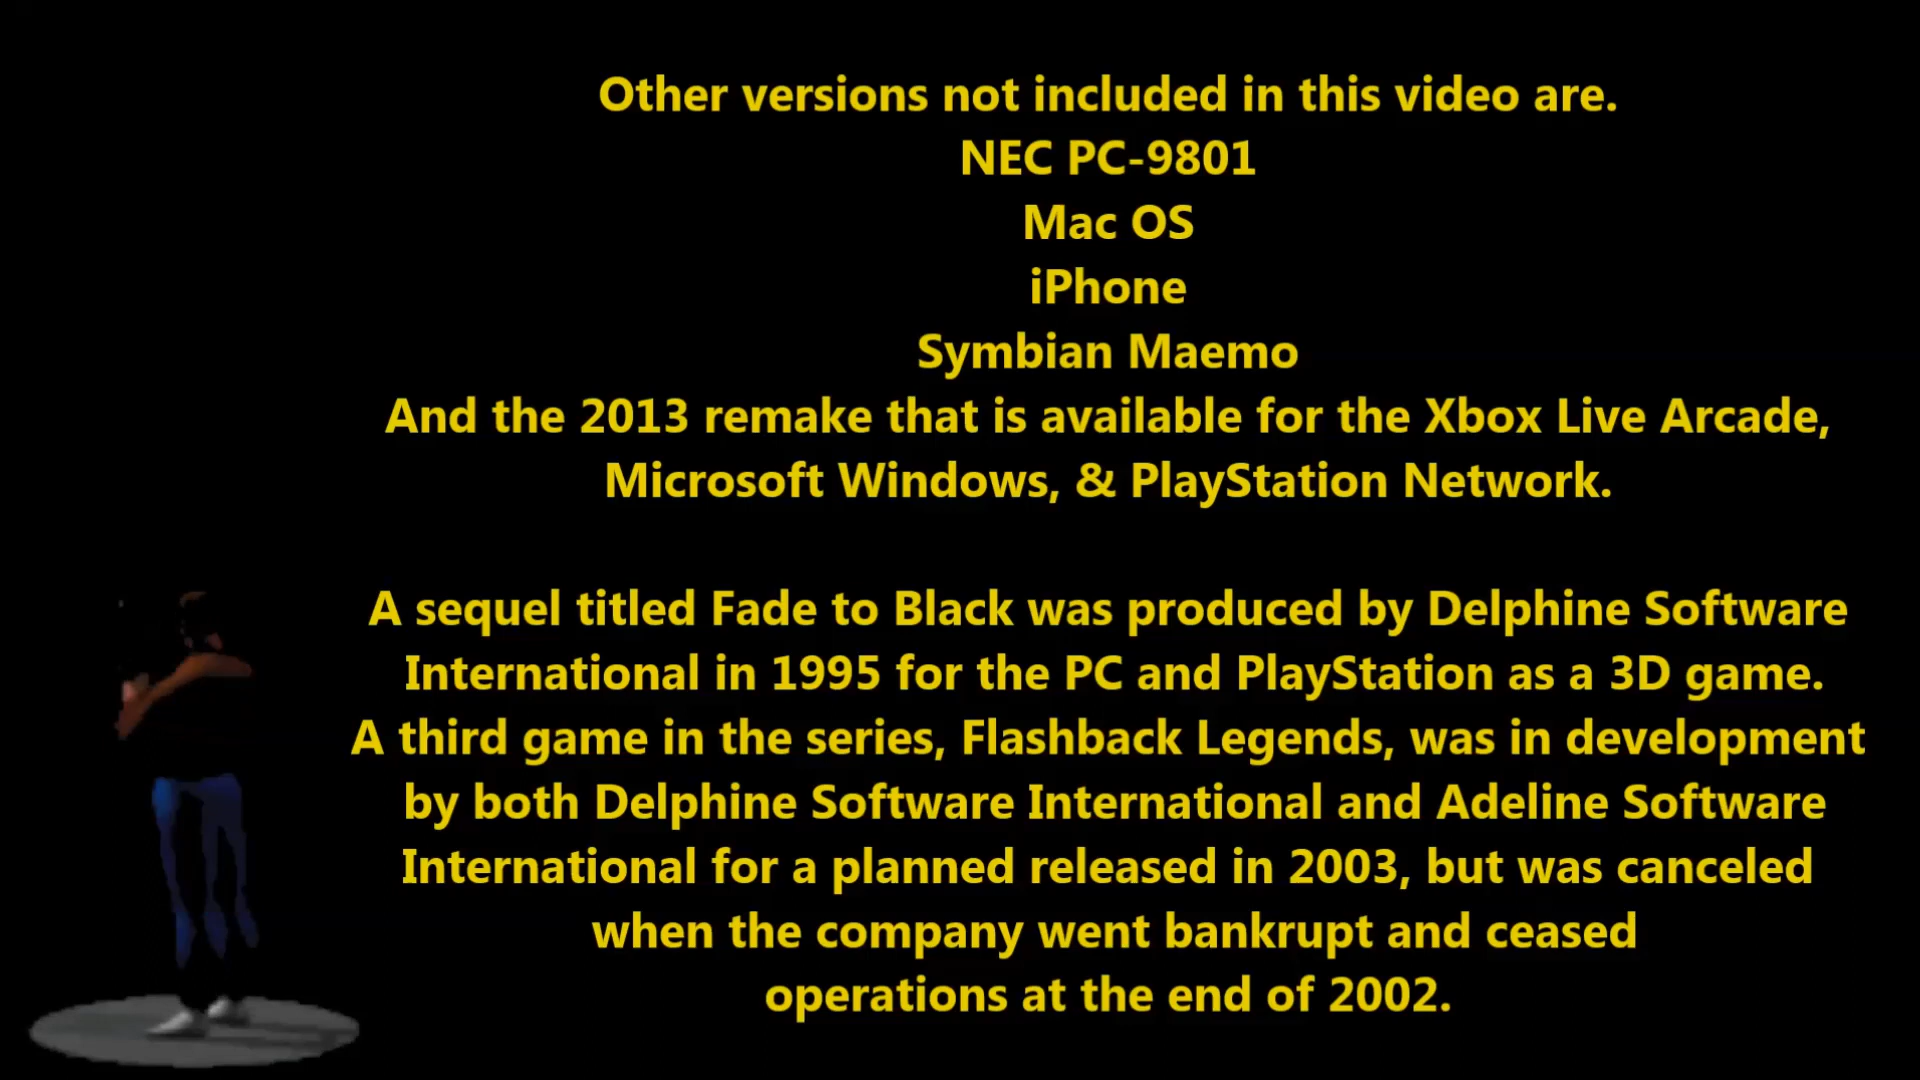 Other versions not included in this video are.
NEC PC-9801
Mac OS
iPhone
Symbian Maemo
And the 2013 remake that is available for the Xbox Live Arcade,
Microsoft Windows, & PlayStation Network.
A sequel titled Fade to Black was produced by Delphine Software
International in 1995 for the PC and PlayStation as a 3D game.
A third game in the series, Flashback Legends, was in development
by both Delphine Software International and Adeline Software
International for a planned released in 2003, but was canceled
when the company went bankrupt and ceased
operations at the end of 2002.